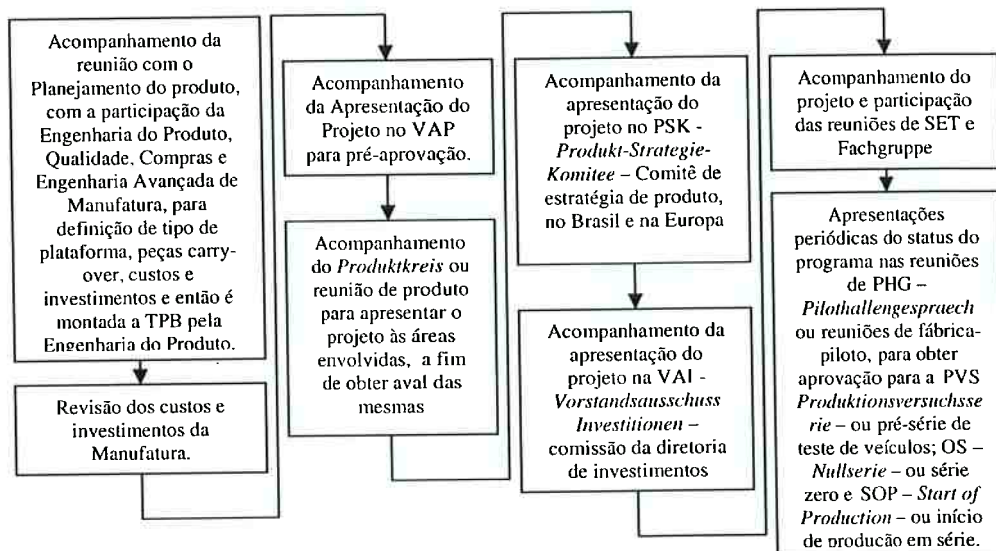 Acompanhamento da
reunião com o
Planejamento do produto,
com a participação da
Engenharia do Produto,
Qualidade, Compras e
Engenharia Avançada de
Manufatura, para
definição de tipo de
plataforma, peças carry-
over, custos e
investimentos e então é
montada a TPB pela
Engenharia do Produto.
Revisão dos custos e
investimentos da
Manufatura.
Acompanhamento
da Apresentação do
Projeto no VAP
para pré-aprovação.
Acompanhamento
do Produktkreis ou
reunião de produto
para apresentar o
projeto às áreas
envolvidas, a fim
de obter aval das
mesmas
Acompanhamento da
apresentação do
projeto no PSK -
Produkt-Strategie-
Komitee – Comitê de
estratégia de produto,
no Brasil e na Europa
Acompanhamento da
apresentação do
projeto na VAI -
Vorstandsausschuss
Investitionen –
comissão da diretoria
de investimentos
Acompanhamento do
projeto e participação
das reuniões de SET e
Fachgruppe
Apresentações
periódicas do status do
programa nas reuniões
de PHG –
Pilothallengespraech
ou reuniões de fábrica-
piloto, para obter
aprovação para a PVS
Produktionsversuchsse
rie – ou pré-série de
teste de veículos; OS –
Nullserie – ou série
zero e SOP – Start of
Production – ou início
de produção em série.